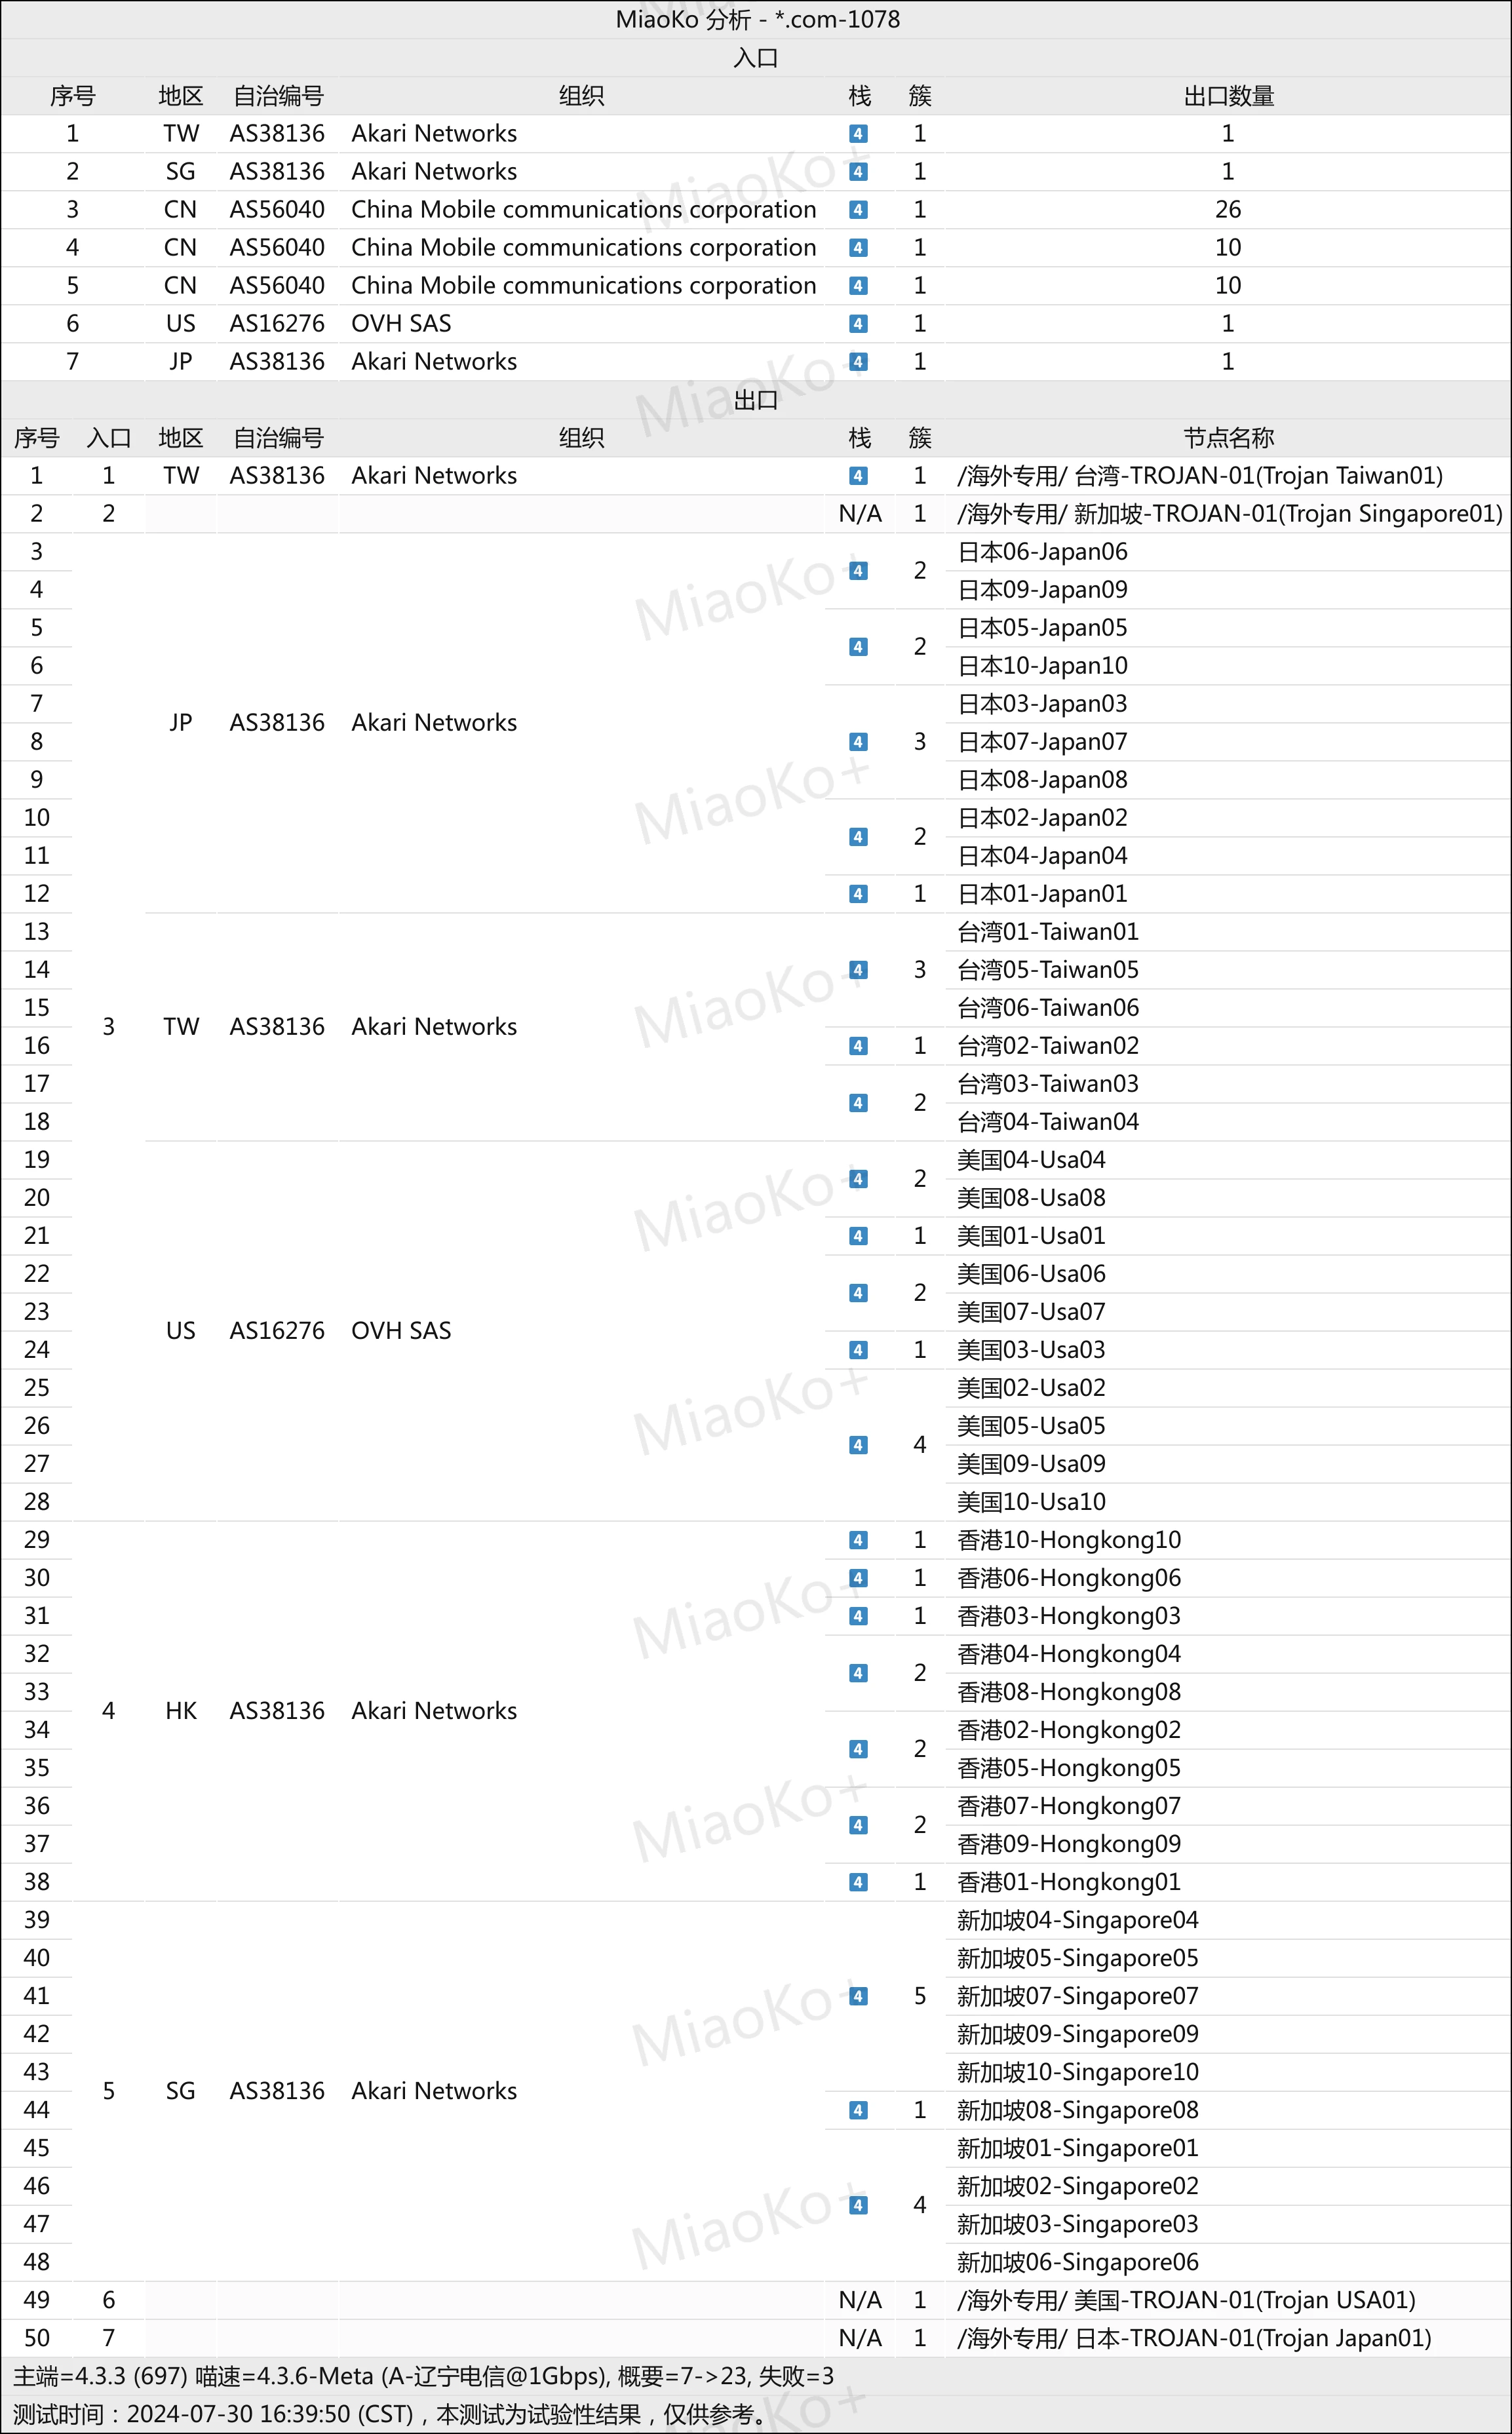 MiaoKo 分析 - *.com-1078
入口
序号 地区 自治编号 组织 栈 簇 出口数量
1 TW AS38136 Akari Networks 4 1 1
2 SG AS38136 Akari Networks 4 1 1
3 CN AS56040 China Mobile communications corporation 4 1 26
4 CN AS56040 China Mobile communications corporation 4 1 10
5 CN AS56040 China Mobile communications corporation 4 1 10
6 US AS16276 OVH SAS 4 1 1
7 JP AS38136 Akari Networks 4 1 1
出口
序号 入口 地区 自治编号 组织 栈 簇 节点名称
1 1 TW AS38136 Akari Networks 4 1 /海外专用/ 台湾-TROJAN-01(Trojan Taiwan01)
2 2 N/A 1 /海外专用/ 新加坡-TROJAN-01(Trojan Singapore01)
3 4 2 日本06-Japan06
4 日本09-Japan09
5 4 2 日本05-Japan05
6 日本10-Japan10
7 JP AS38136 Akari Networks 日本03-Japan03
8 4 3 日本07-Japan07
9 日本08-Japan08
10 4 2 日本02-Japan02
11 日本04-Japan04
12 4 1 日本01-Japan01
13 台湾01-Taiwan01
14 4 3 台湾05-Taiwan05
15 3 TW AS38136 Akari Networks 台湾06-Taiwan06
16 4 1 台湾02-Taiwan02
17 4 2 台湾03-Taiwan03
18 台湾04-Taiwan04
19 4 2 美国04-Usa04
20 美国08-Usa08
21 4 1 美国01-Usa01
22 4 2 美国06-Usa06
23 US AS16276 OVH SAS 美国07-Usa07
24 4 1 美国03-Usa03
25 美国02-Usa02
26 4 4 美国05-Usa05
27 美国09-Usa09
28 美国10-Usa10
29 4 1 香港10-Hongkong10
30 4 1 香港06-Hongkong06
31 4 1 香港03-Hongkong03
32 4 2 香港04-Hongkong04
33 4 HK AS38136 Akari Networks 香港08-Hongkong08
34 4 2 香港02-Hongkong02
35 香港05-Hongkong05
36 4 2 香港07-Hongkong07
37 香港09-Hongkong09
38 4 1 香港01-Hongkong01
39 新加坡04-Singapore04
40 新加坡05-Singapore05
41 4 5 新加坡07-Singapore07
42 新加坡09-Singapore09
43 5 SG AS38136 Akari Networks 新加坡10-Singapore10
44 4 1 新加坡08-Singapore08
45 新加坡01-Singapore01
46 4 4 新加坡02-Singapore02
47 新加坡03-Singapore03
48 新加坡06-Singapore06
49 6 N/A 1 /海外专用/ 美国-TROJAN-01(Trojan USA01)
50 7 N/A 1 /海外专用/ 日本-TROJAN-01(Trojan Japan01)
主端=4.3.3 (697) 喵速=4.3.6-Meta (A-辽宁电信@1Gbps), 概要=7->23, 失败=3
测试时间：2024-07-30 16:39:50 (CST)，本测试为试验性结果，仅供参考。
MiaoKo+
MiaoKo+
MiaoKo+
MiaoKo+
MiaoKo+
MiaoKo+
MiaoKo+
MiaoKo+
MiaoKo+
MiaoKo+
MiaoKo+